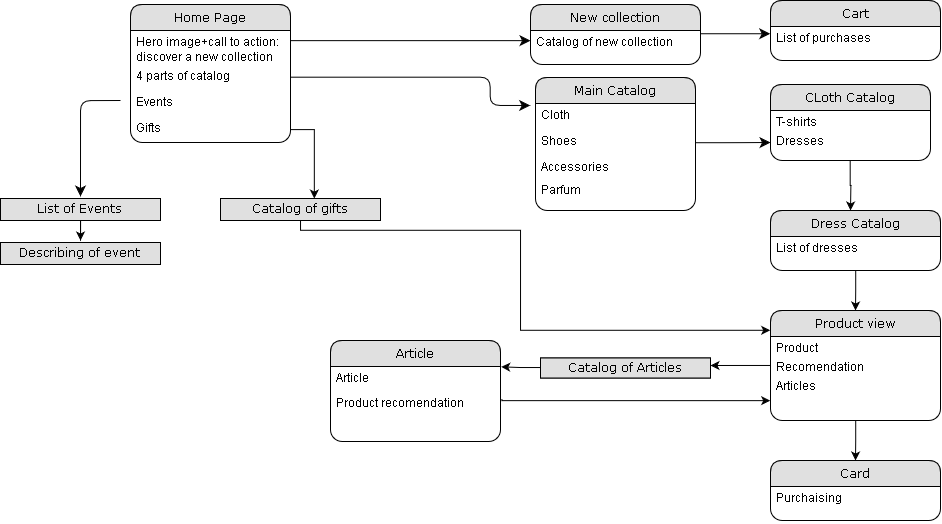 Home Page
Hero image+call to action:
discover a new collection
4 parts of catalog
Events
Gifts
New collection
Catalog of new collection
Cart
List of purchases
Main Catalog
Cloth
Shoes
Accessories
Parfum
CLoth Catalog
T-shirts
Dresses
List of Events
Catalog of gifts
Describing of event
Dress Catalog
List of dresses
Product view
Product
Recomendation
Articles
Article
Article
Product recomendation
Catalog of Articles
Card
Purchaising